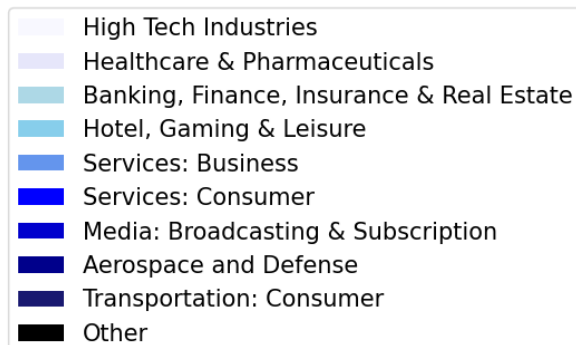 High Tech Industries
Healthcare & Pharmaceuticals
Banking, Finance, Insurance & Real Estate
Hotel, Gaming & Leisure
Services: Business
Services: Consumer
Media: Broadcasting & Subscription
Aerospace and Defense
Transportation: Consumer
Other